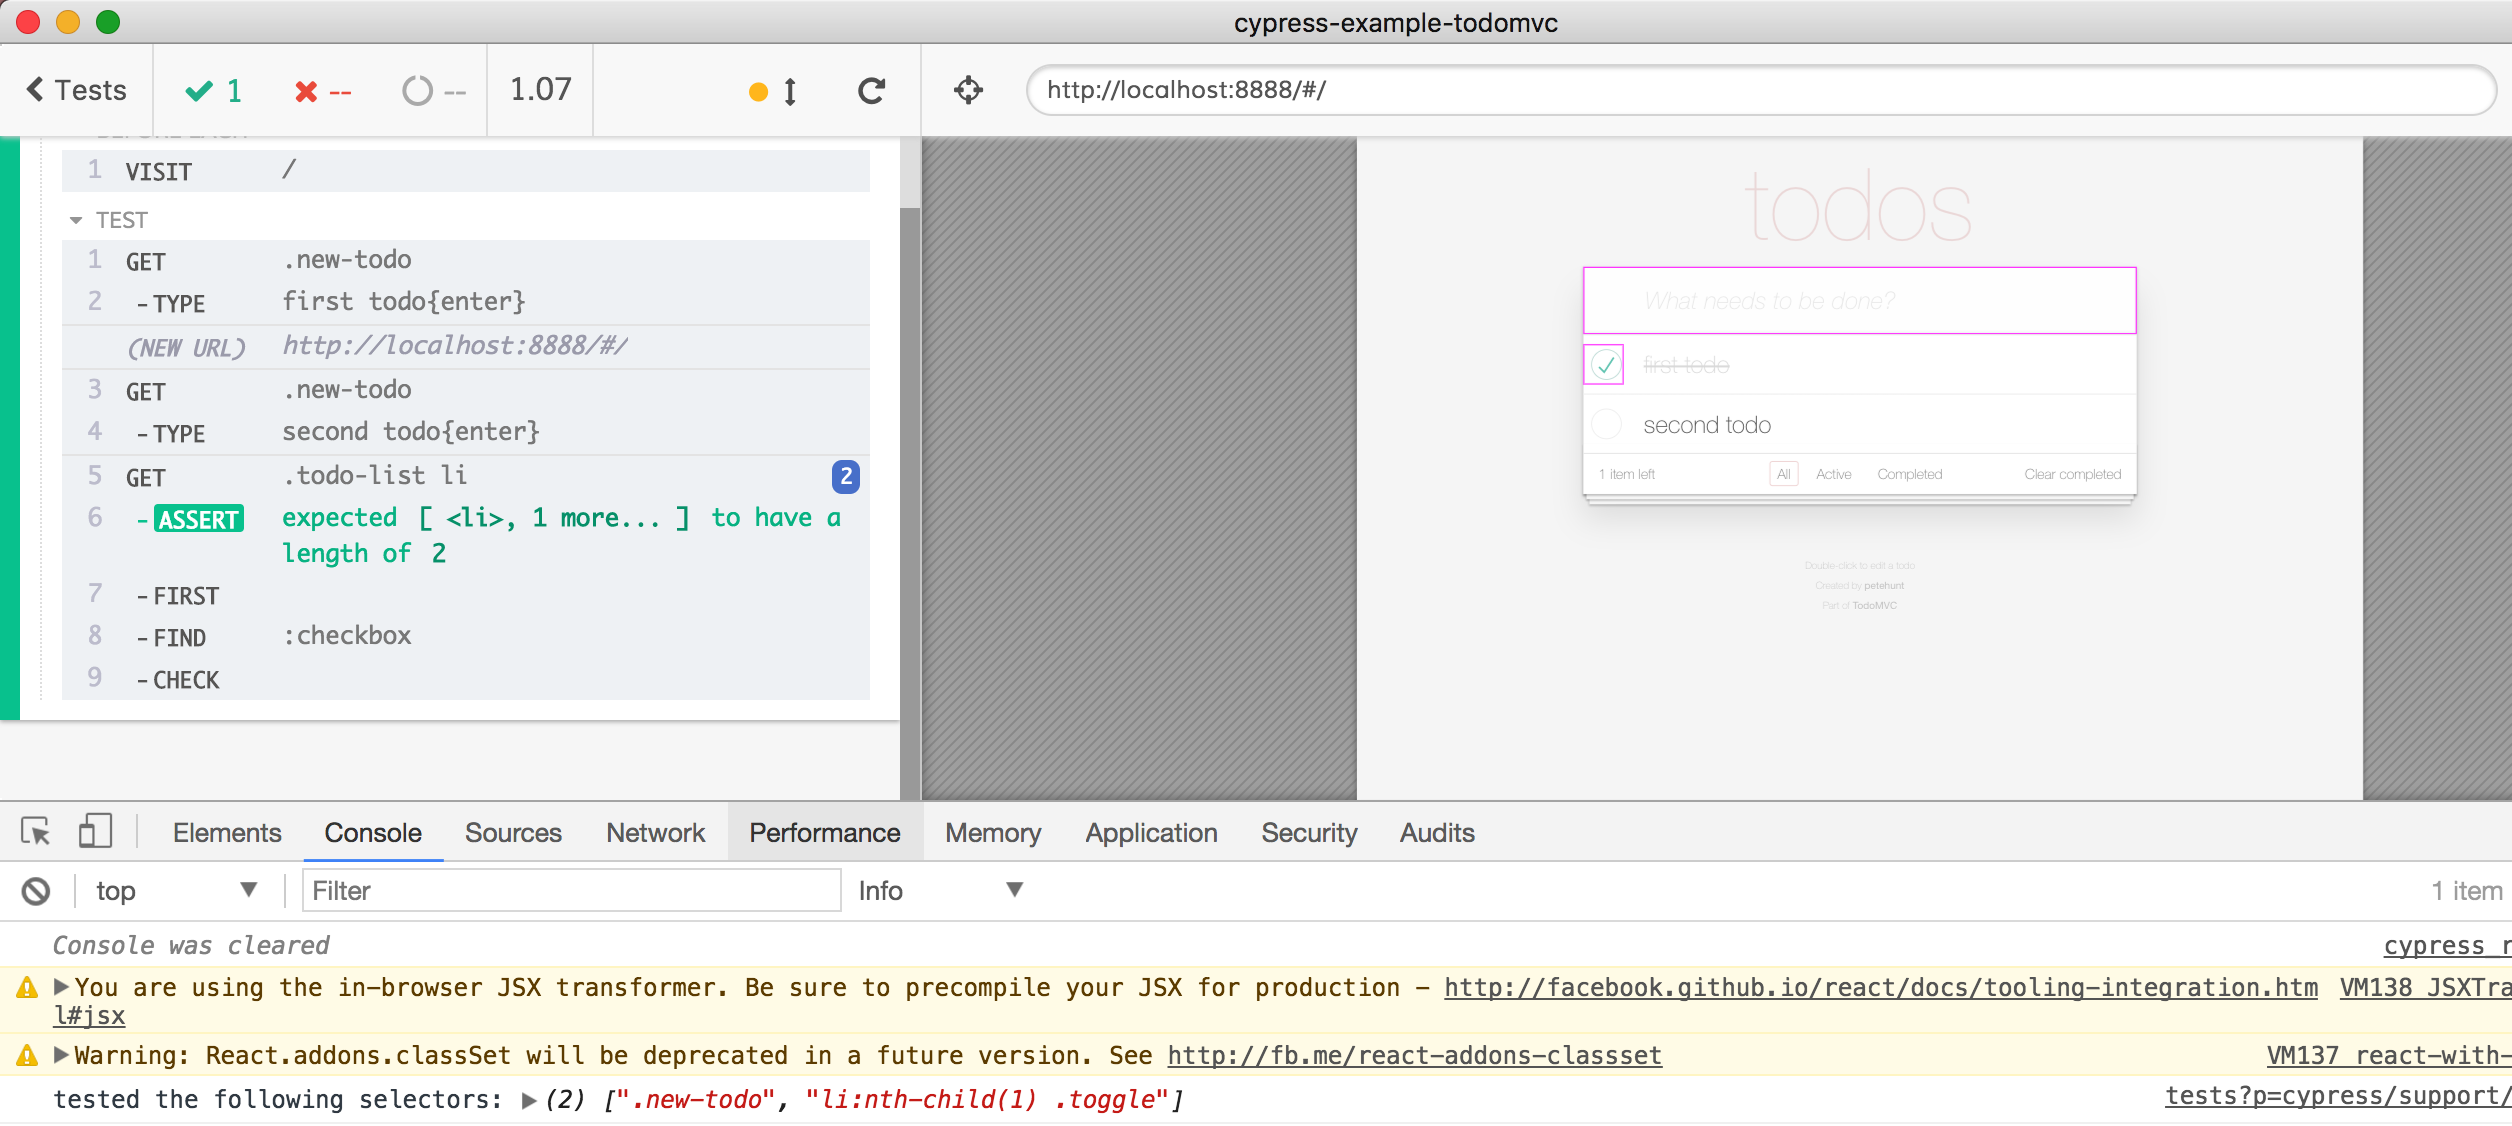 cypress-example-todomvc
Tests
1
--
--
1.07
http://localhost:8888/#/
1 VISIT /
TEST
1 GET .new-todo
2 -TYPE first todo{enter}
(NEW URL) http://localhost:8888/#/
3 GET .new-todo
4 -TYPE second todo{enter}
5 GET .todo-list li 2
6 -ASSERT expected [ <li>, 1 more... ] to have a
length of 2
7 -FIRST
8 -FIND :checkbox
9 -CHECK
todos
What needs to be done?
first todo
second todo
1 item left All Active Completed Clear completed
Double-click to edit a todo
Created by petehunt
Part of TodoMVC
Elements Console Sources Network Performance Memory Application Security Audits
top Filter Info 1 item
Console was cleared cypress_r
You are using the in-browser JSX transformer. Be sure to precompile your JSX for production – http://facebook.github.io/react/docs/tooling-integration.htm VM138 JSXTra
l#jsx
Warning: React.addons.classSet will be deprecated in a future version. See http://fb.me/react-addons-classset VM137 react-with-
tested the following selectors: (2) [".new-todo", "li:nth-child(1) .toggle"] tests?p=cypress/support/